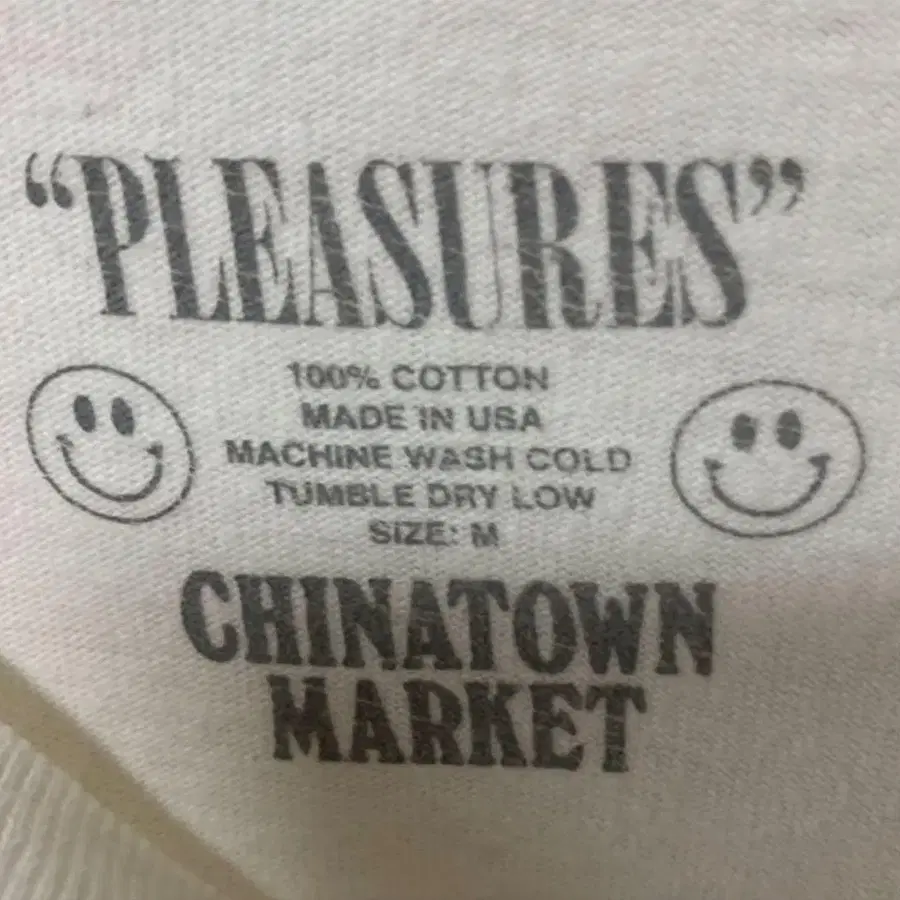 “PLEASURES”
100% COTTON
MADE IN USA
MACHINE WASH COLD
TUMBLE DRY LOW
SIZE: M
CHINATOWN
MARKET